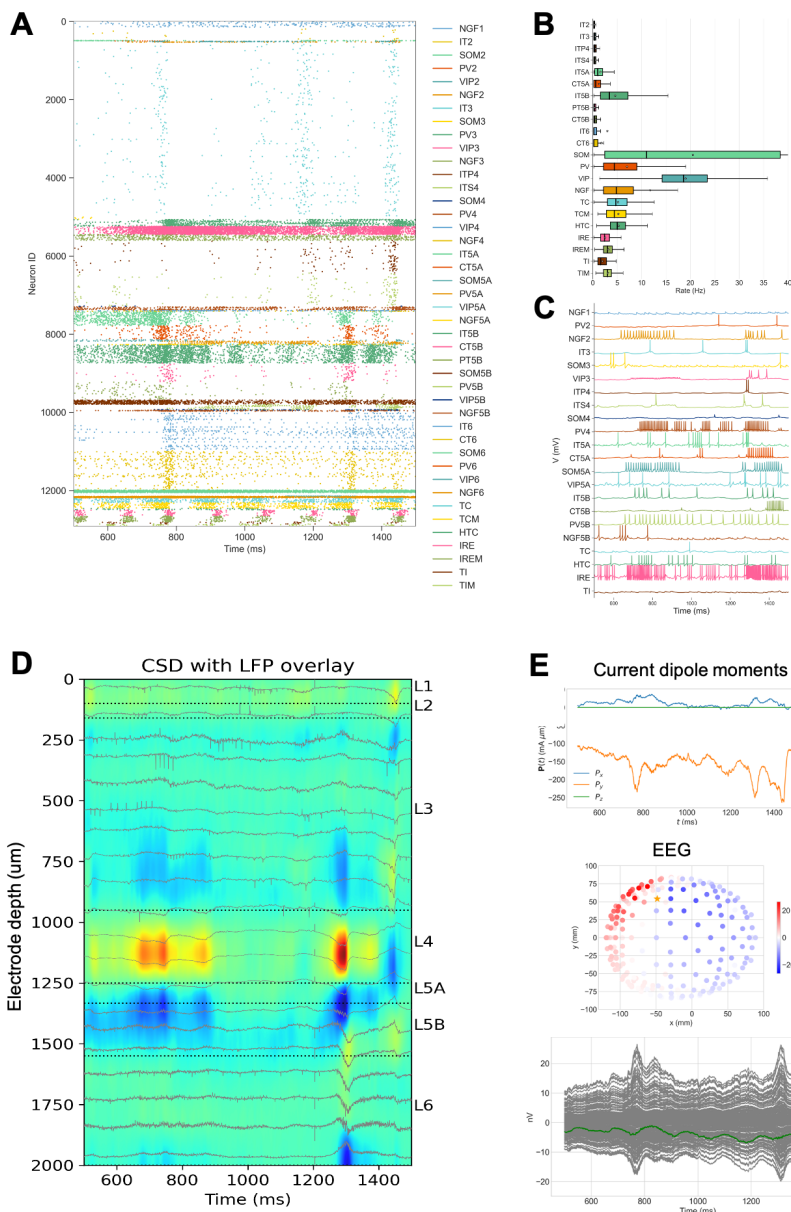 A
0
2000
4000
6000
8000
10000
12000
Neuron ID
600
800
1000
1200
1400
Time (ms)
NGF1
IT2
SOM2
PV2
VIP2
NGF2
IT3
SOM3
PV3
VIP3
NGF3
ITP4
ITS4
SOM4
PV4
VIP4
NGF4
IT5A
CT5A
SOM5A
PV5A
VIP5A
NGF5A
IT5B
CT5B
PT5B
SOM5B
PV5B
VIP5B
NGF5B
IT6
CT6
SOM6
PV6
VIP6
NGF6
TC
TCM
HTC
IRE
IREM
TI
TIM
B
IT2
IT3
ITP4
ITS4
IT5A
CT5A
IT5B
PT5B
CT5B
IT6
CT6
SOM
PV
VIP
NGF
TC
TCM
HTC
IRE
IREM
TI
TIM
0 5 10 15 20 25 30 35 40
Rate (Hz)
C
NGF1
PV2
NGF2
IT3
SOM3
VIP3
ITP4
ITS4
SOM4
PV4
IT5A
CT5A
SOM5A
VIP5A
IT5B
CT5B
PV5B
NGF5B
TC
HTC
IRE
TI
V (mV)
600 800 1000 1200 1400
Time (ms)
D
CSD with LFP overlay
0
250
500
750
1000
1250
1500
1750
2000
Electrode depth (um)
L1
L2
L3
L4
L5A
L5B
L6
600 800 1000 1200 1400
Time (ms)
E
Current dipole moments
0
−100
−150
−200
−250
P(t) (mA μm)
Px
Py
Pz
600 800 1000 1200 1400
t (ms)
EEG
100
75
50
25
0
−25
−50
−75
−100
y (mm)
−100 −50 0 50 100
x (mm)
20
0
nV
20
10
0
−10
−20
600 800 1000 1200
Time (ms)